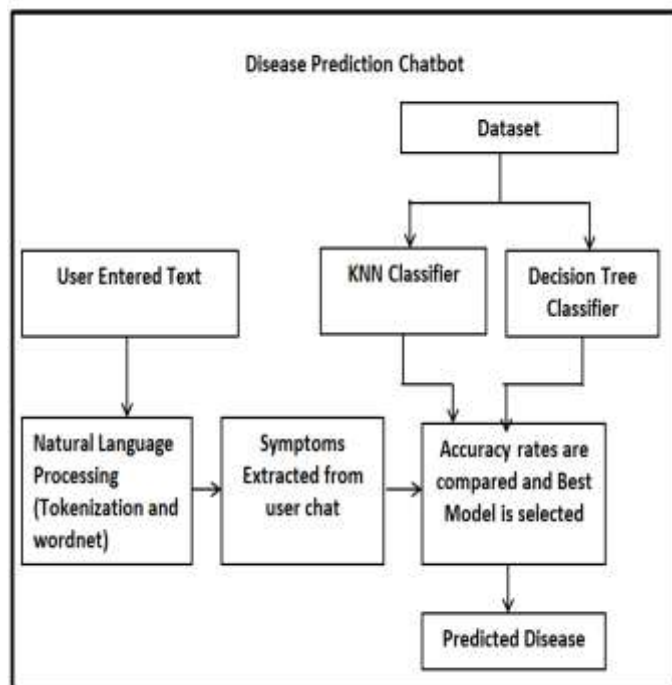 Disease Prediction Chatbot
Dataset
User Entered Text
KNN Classifier
Decision Tree
Classifier
Natural Language
Processing
(Tokenization and
wordnet)
Symptoms
Extracted from
user chat
Accuracy rates are
compared and Best
Model is selected
Predicted Disease